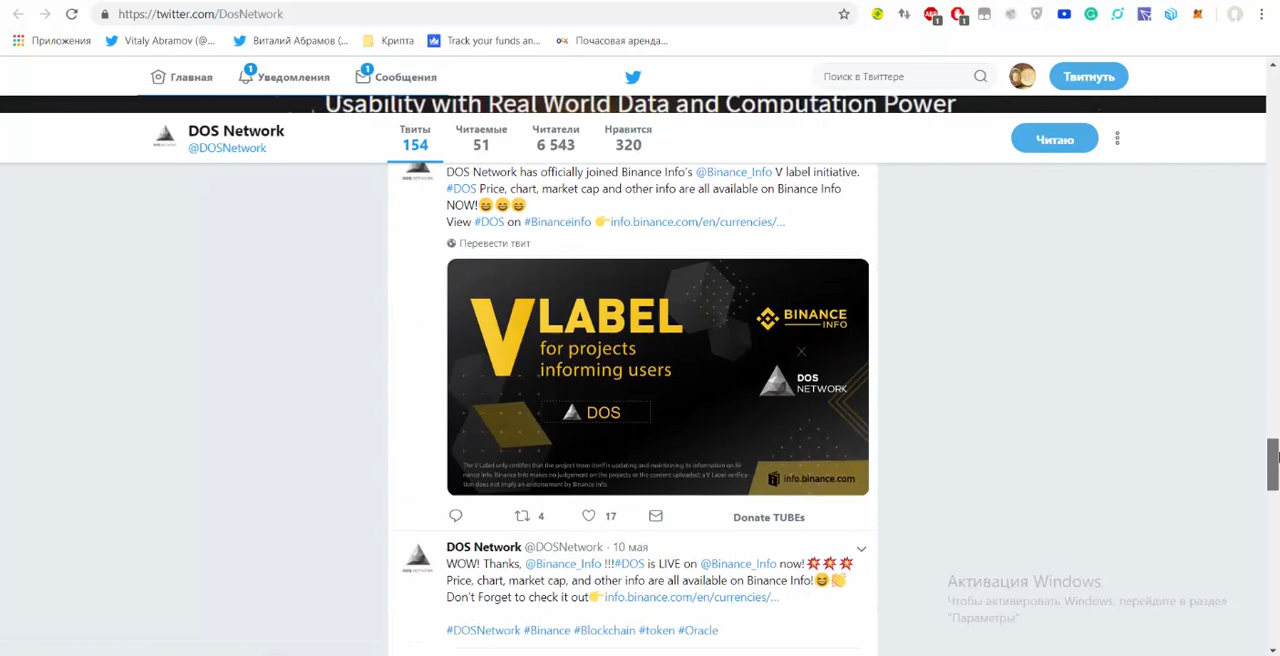 https://twitter.com/DosNetwork
1
1
Приложения
Vitaly Abramov (@...
Виталий Абрамов (...
Крипта
Track your funds an...
Почасовая аренда...
Главная
1
Уведомления
1
Сообщения
Поиск в Твиттере
Твитнуть
Usability with Real World Data and Computation Power
DOS Network
@DOSNetwork
Твиты
154
Читаемые
51
Читатели
6 543
Нравится
320
Читаю
DOS Network has officially joined Binance Info's @Binance_Info V label initiative.
#DOS Price, chart, market cap and other info are all available on Binance Info
NOW!😄😄😄
View #DOS on #Binanceinfo 👉info.binance.com/en/currencies/...
Перевести твит
V LABEL
for projects
informing users
DOS
BINANCE
INFO
X
DOS
NETWORK
The V Label only certifies that the project team itself is updating and maintaining its information on Bi-
nance Info. Binance Info makes no judgement on the projects or the content uploaded; a V Label verifica-
tion does not imply an endorsement by Binance Info.
info.binance.com
4
17
Donate TUBEs
DOS Network @DOSNetwork · 10 мая
WOW! Thanks, @Binance_Info !!!#DOS is LIVE on @Binance_Info now!💥💥💥
Price, chart, market cap, and other info are all available on Binance Info!😄👏
Don't Forget to check it out👉info.binance.com/en/currencies/...
#DOSNetwork #Binance #Blockchain #token #Oracle
Активация Windows
Чтобы активировать Windows, перейдите в раздел
"Параметры"